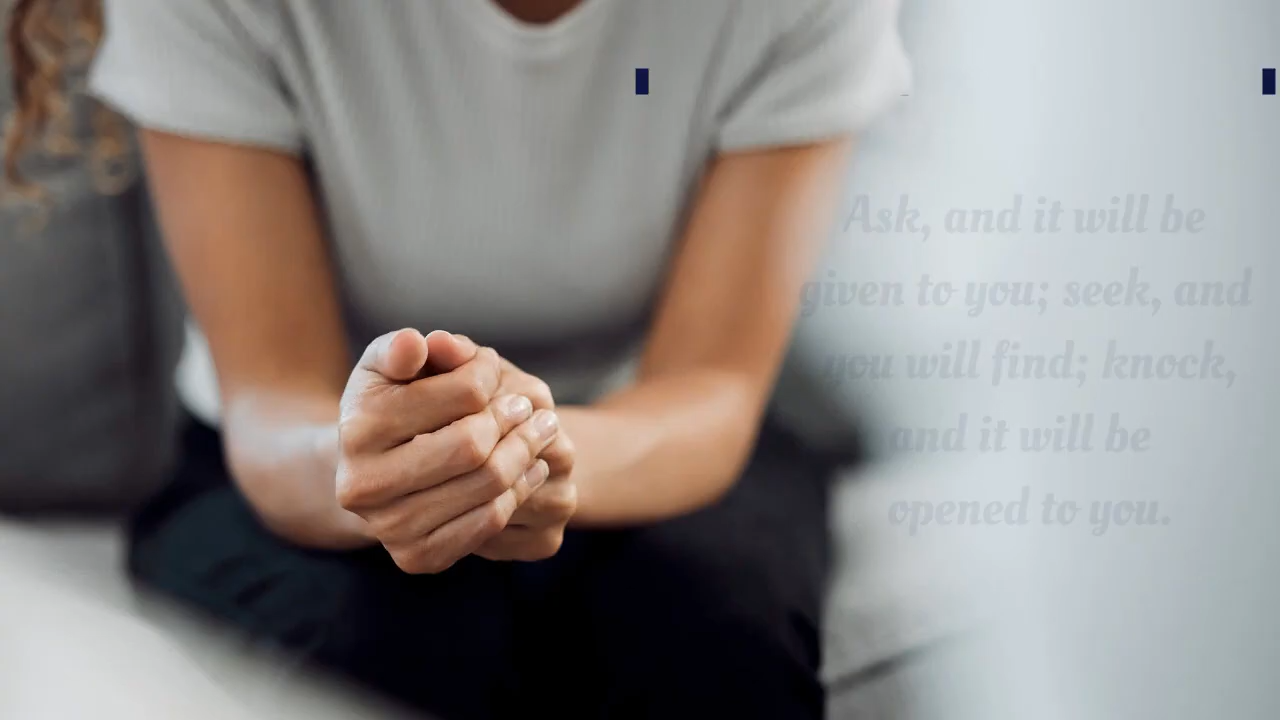 Ask, and it will be
given to you; seek, and
you will find; knock,
and it will be
opened to you.